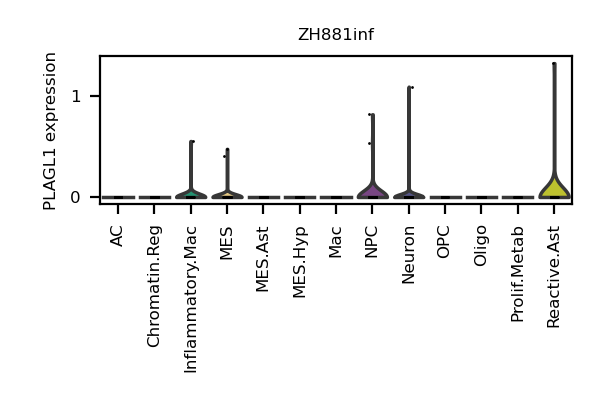 ZH881inf
PLAGL1 expression
1
0
AC
Chromatin.Reg
Inflammatory.Mac
MES
MES.Ast
MES.Hyp
Mac
NPC
Neuron
OPC
Oligo
Prolif.Metab
Reactive.Ast